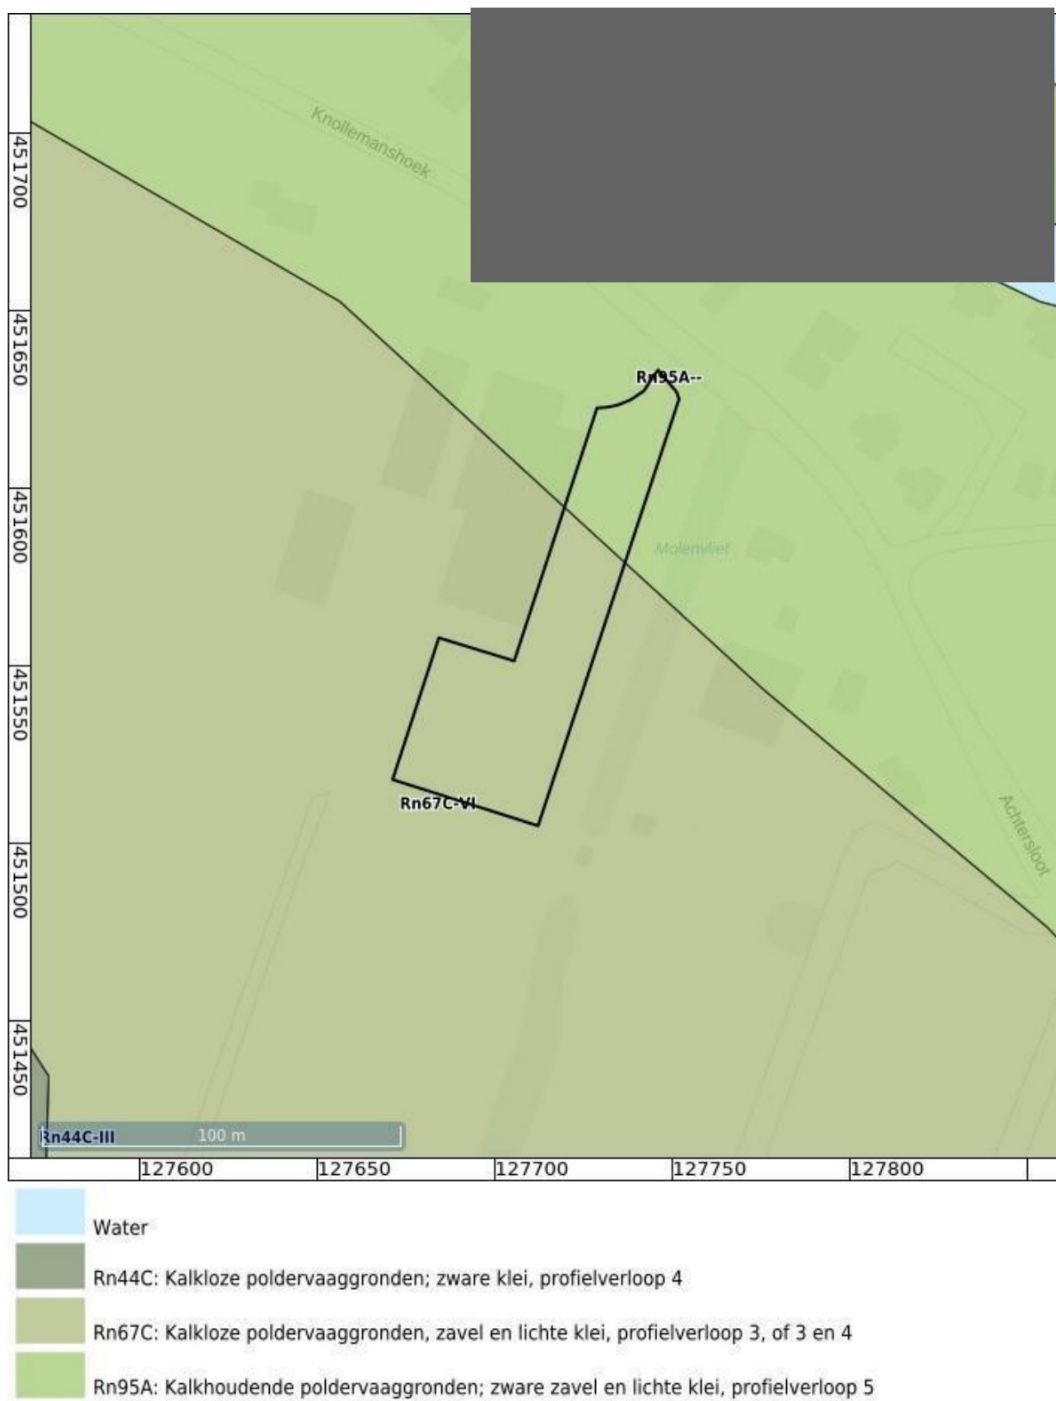 Knollemanshoek
451700
451650
Rn95A--
451600
Molenvliet
451550
Rn67C-VI
Achtersloot
451500
451450
Rn44C-III
100 m
127600
127650
127700
127750
127800
Water
Rn44C: Kalkloze poldervaaggronden; zware klei, profielverloop 4
Rn67C: Kalkloze poldervaaggronden, zavel en lichte klei, profielverloop 3, of 3 en 4
Rn95A: Kalkhoudende poldervaaggronden; zware zavel en lichte klei, profielverloop 5